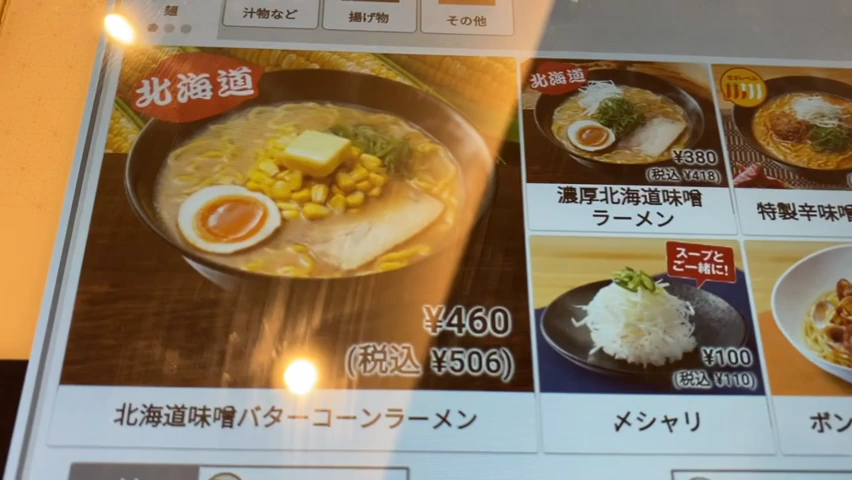 麺
汁物など
揚げ物
その他
北海道
¥460
(税込 ¥506)
北海道味噌バターコーンラーメン
北海道
¥380
(税込 ¥418)
濃厚北海道味噌
ラーメン
特製辛味噌
スープと
ご一緒に!
¥100
(税込 ¥110)
〆シャリ
ボン